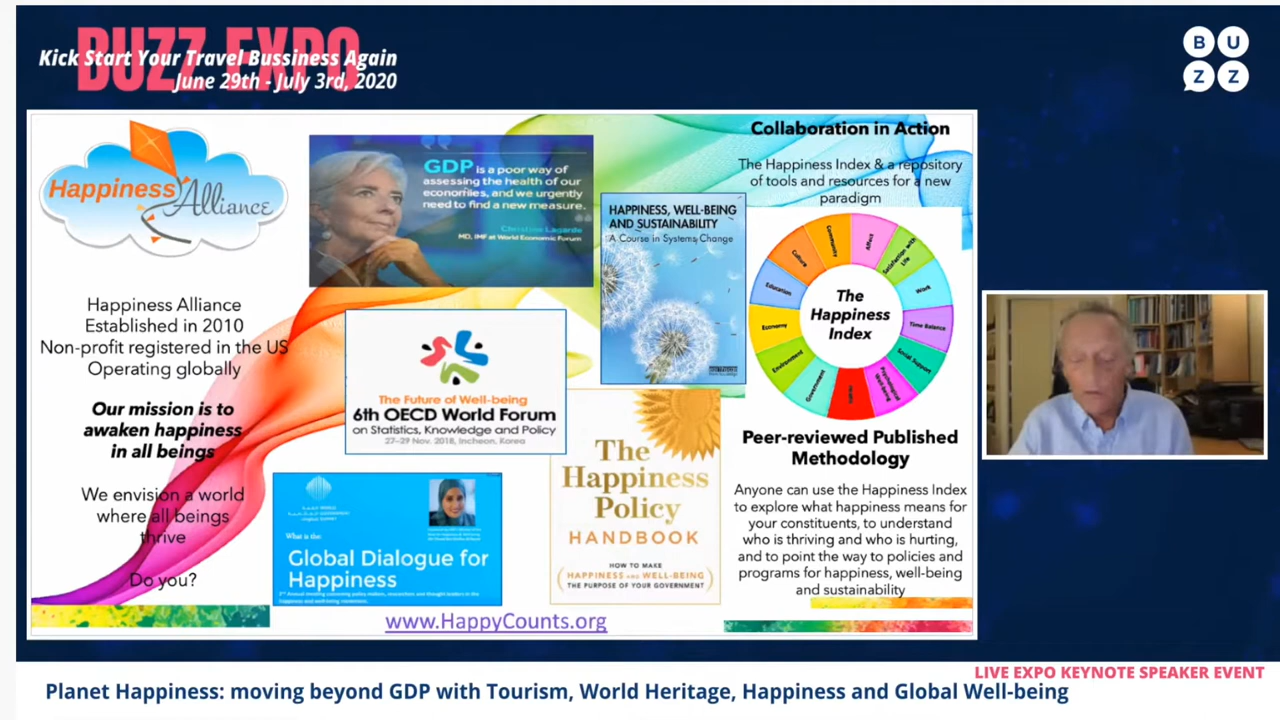 BUZZ EXPO
Kick Start Your Travel Bussiness Again
June 29th - July 3rd, 2020
B U
Z Z
Happiness
Alliance
Happiness Alliance
Established in 2010
Non-profit registered in the US
Operating globally
Our mission is to
awaken happiness
in all beings
We envision a world
where all beings
thrive
Do you?
GDP is a poor way of
assessing the health of our
economies, and we urgently
need to find a new measure.
Christine Lagarde
MD, IMF at World Economic Forum
The Future of Well-being
6th OECD World Forum
on Statistics, Knowledge and Policy
27-29 Nov. 2018, Incheon, Korea
What is the
Global Dialogue for
Happiness
HAPPINESS, WELL-BEING
AND SUSTAINABILITY
A Course in Systems Change
The
Happiness
Policy
HANDBOOK
HOW TO MAKE
HAPPINESS AND WELL-BEING
THE PURPOSE OF YOUR GOVERNMENT
www.HappyCounts.org
Collaboration in Action
The Happiness Index & a repository
of tools and resources for a new
paradigm
Community
Affect
Satisfaction with
Life
Work
Time Balance
Social Support
Psychological
Well-being
Government
Environment
Economy
Education
Culture
The
Happiness
Index
Peer-reviewed Published
Methodology
Anyone can use the Happiness Index
to explore what happiness means for
your constituents, to understand
who is thriving and who is hurting,
and to point the way to policies and
programs for happiness, well-being
and sustainability
LIVE EXPO KEYNOTE SPEAKER EVENT
Planet Happiness: moving beyond GDP with Tourism, World Heritage, Happiness and Global Well-being